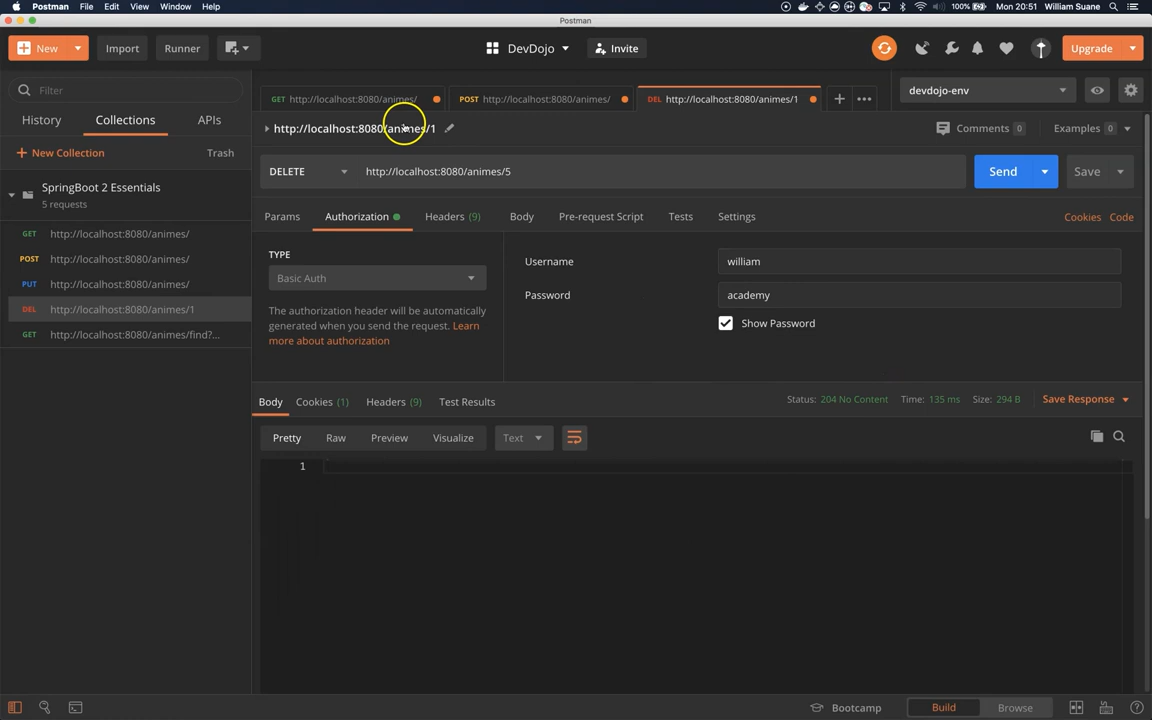 Postman File Edit View Window Help 100% Mon 20:51 William Suane
Postman
New Import Runner DevDojo Invite Upgrade
Filter
GET http://localhost:8080/animes/ POST http://localhost:8080/animes/ DEL http://localhost:8080/animes/1 devdojo-env
History Collections APIs
http://localhost:8080/animes/1 Comments 0 Examples 0
New Collection Trash
DELETE http://localhost:8080/animes/5 Send Save
SpringBoot 2 Essentials
5 requests
Params Authorization Headers (9) Body Pre-request Script Tests Settings Cookies Code
GET http://localhost:8080/animes/
POST http://localhost:8080/animes/
PUT http://localhost:8080/animes/
DEL http://localhost:8080/animes/1
GET http://localhost:8080/animes/find?...
TYPE
Basic Auth
The authorization header will be automatically
generated when you send the request. Learn
more about authorization
Username william
Password academy
Show Password
Body Cookies (1) Headers (9) Test Results Status: 204 No Content Time: 135 ms Size: 294 B Save Response
Pretty Raw Preview Visualize Text
1
Bootcamp Build Browse